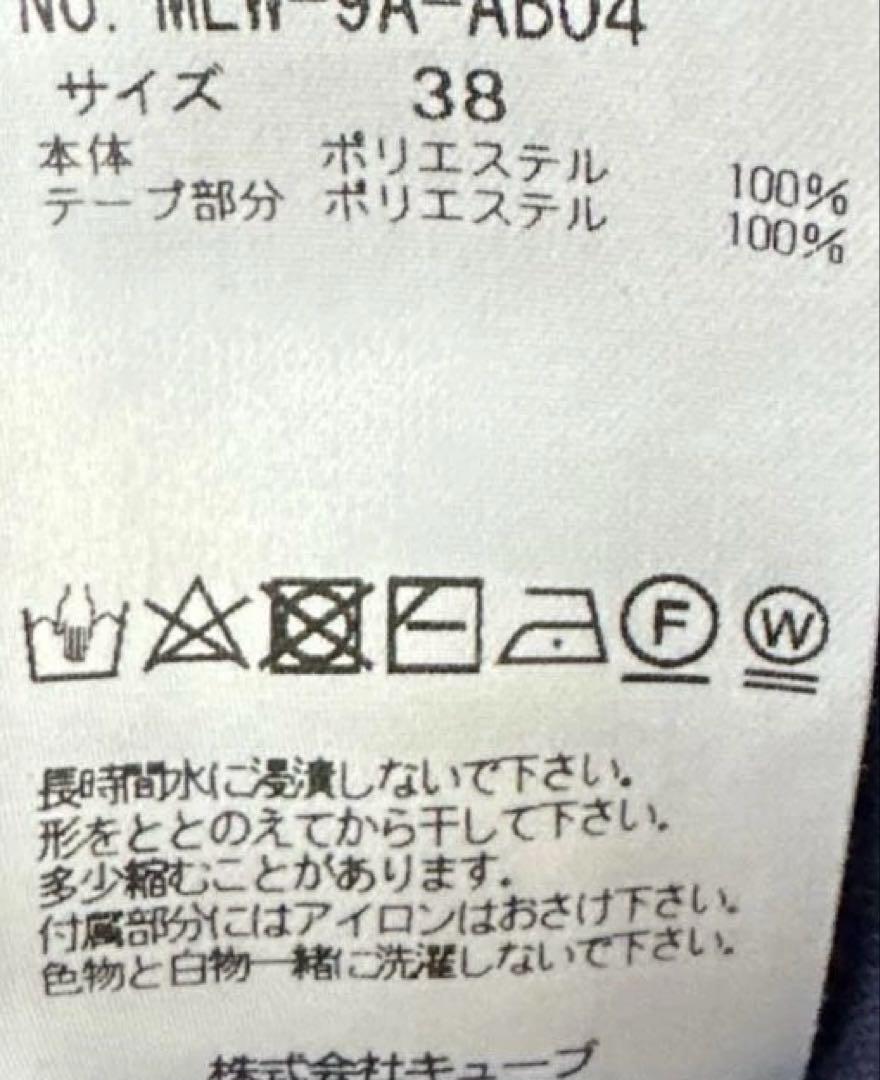 NO. MLW-9A-AB04
サイズ 38
本体 ポリエステル 100%
テープ部分 ポリエステル 100%
F W
長時間水に浸漬しないで下さい。
形をととのえてから干して下さい。
多少縮むことがあります。
付属部分にはアイロンはおさけ下さい。
色物と白物一緒に洗濯しないで下さい。
株式会社キューブ